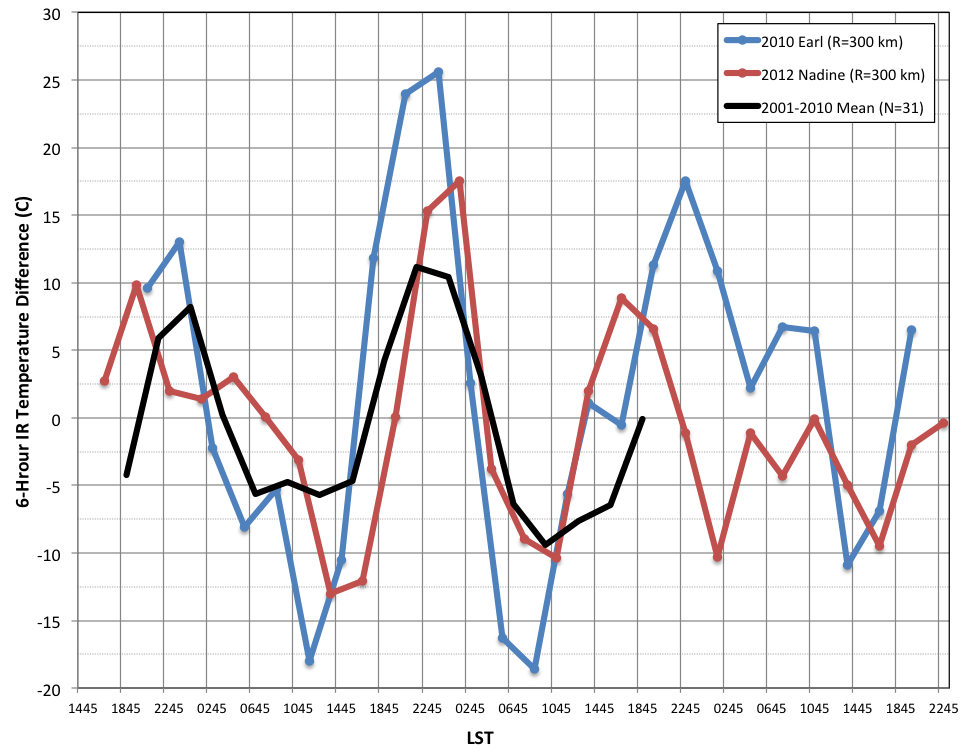 30
25
20
15
10
5
0
-5
-10
-15
-20
6-Hrour IR Temperature Difference (C)
2010 Earl (R=300 km)
2012 Nadine (R=300 km)
2001-2010 Mean (N=31)
1445 1845 2245 0245 0645 1045 1445 1845 2245 0245 0645 1045 1445 1845 2245 0245 0645 1045 1445 1845 2245
LST